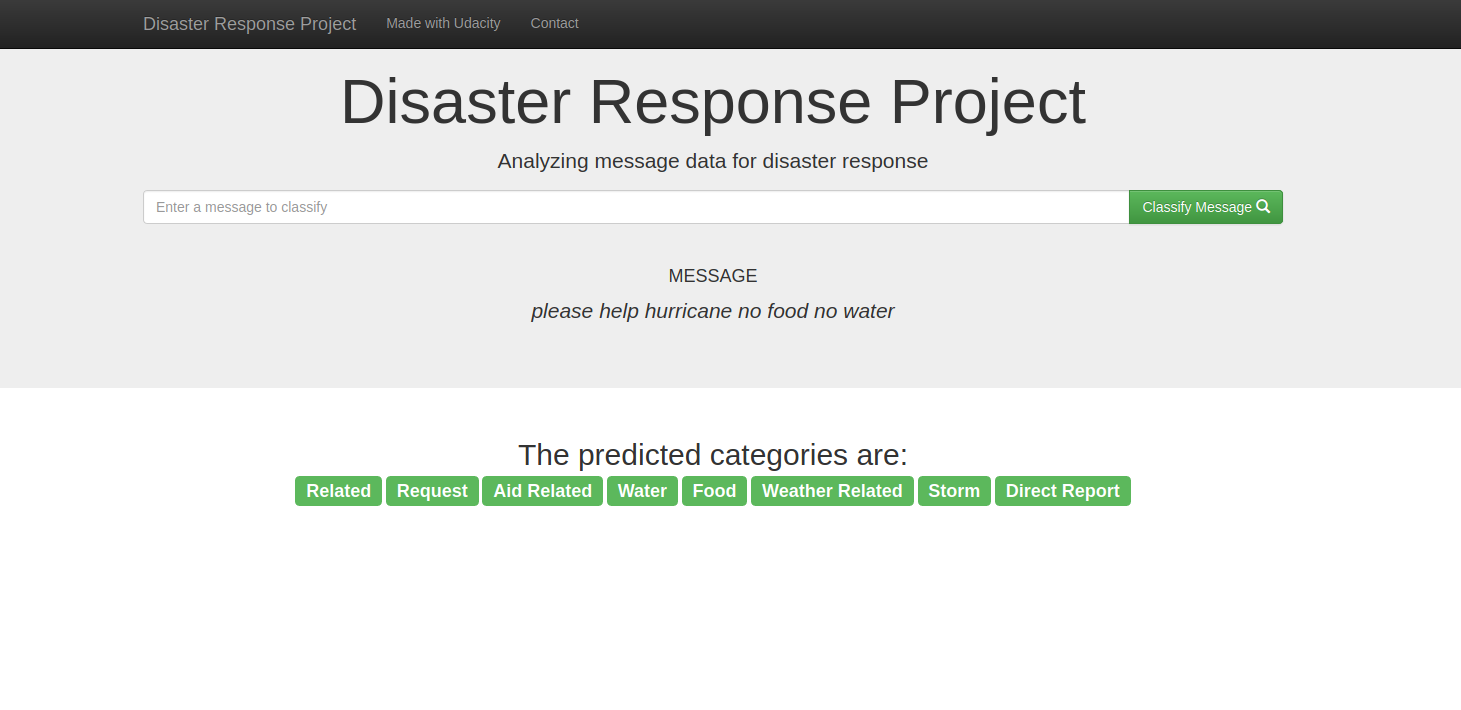 Disaster Response Project Made with Udacity Contact
Disaster Response Project
Analyzing message data for disaster response
Enter a message to classify Classify Message
MESSAGE
please help hurricane no food no water
The predicted categories are:
Related Request Aid Related Water Food Weather Related Storm Direct Report